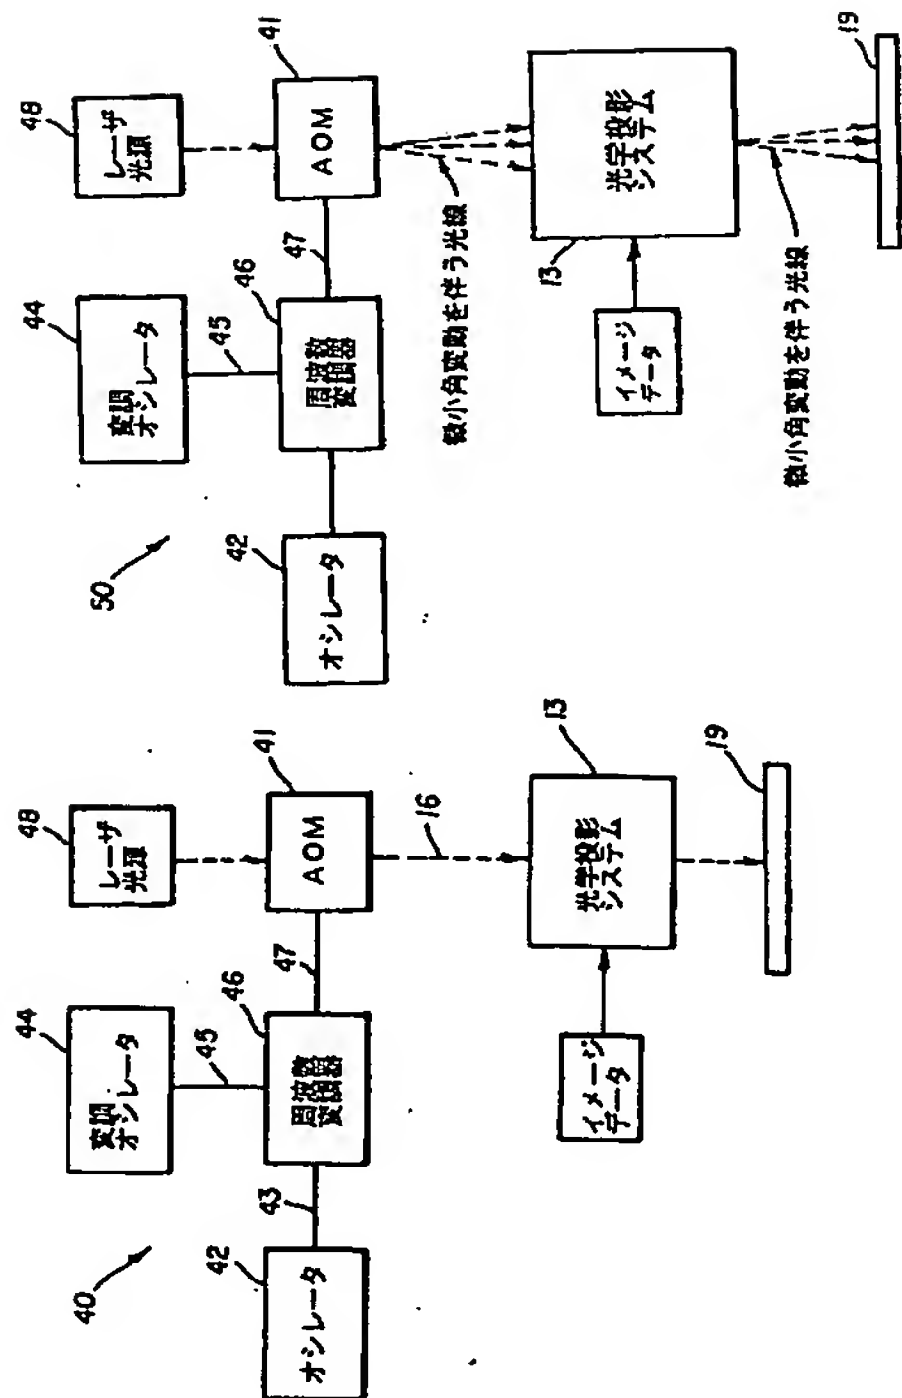 40
42
オシレータ
43
44
変調
オシレータ
45
46
周波数
変調器
47
48
レーザ
光源
41
AOM
16
イメージ
データ
13
光学投影
システム
19
50
42
オシレータ
44
変調
オシレータ
45
46
周波数
変調器
47
48
レーザ
光源
41
AOM
微小角変動を伴う光線
イメージ
データ
13
光学投影
システム
微小角変動を伴う光線
19